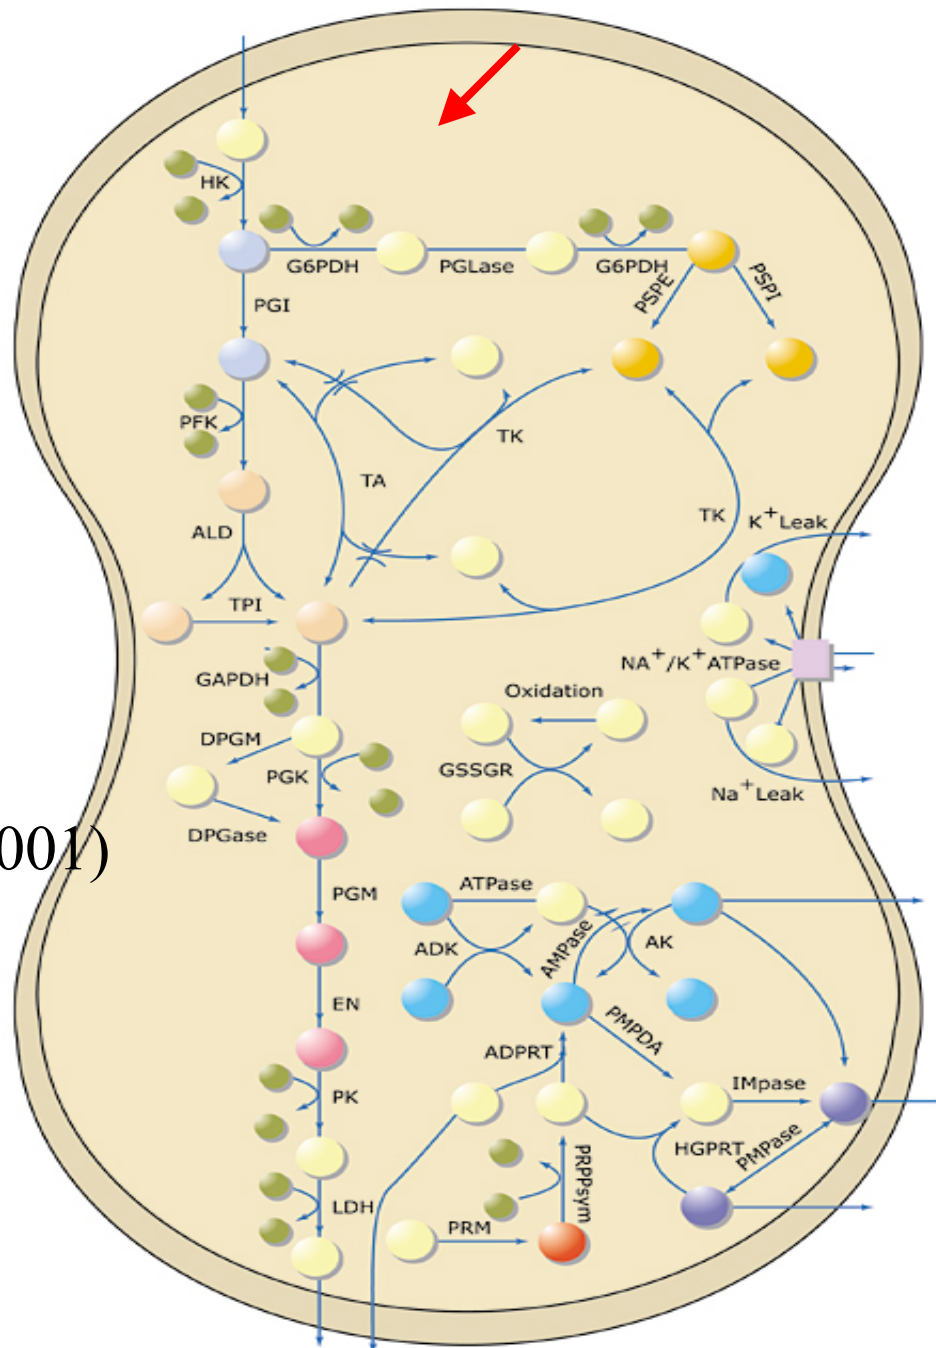 HK
G6PDH
PGLase
G6PDH
PSPE
PSPI
PGI
PFK
TK
TA
ALD
TK
K+Leak
TPI
NA+/K+ATPase
GAPDH
Oxidation
DPGM
PGK
GSSGR
Na+Leak
DPGase
001)
PGM
ATPase
ADK
AMPase
AK
EN
PMPDA
ADPRT
IMpase
PK
HGPRT
PMPase
PRPPsym
LDH
PRM